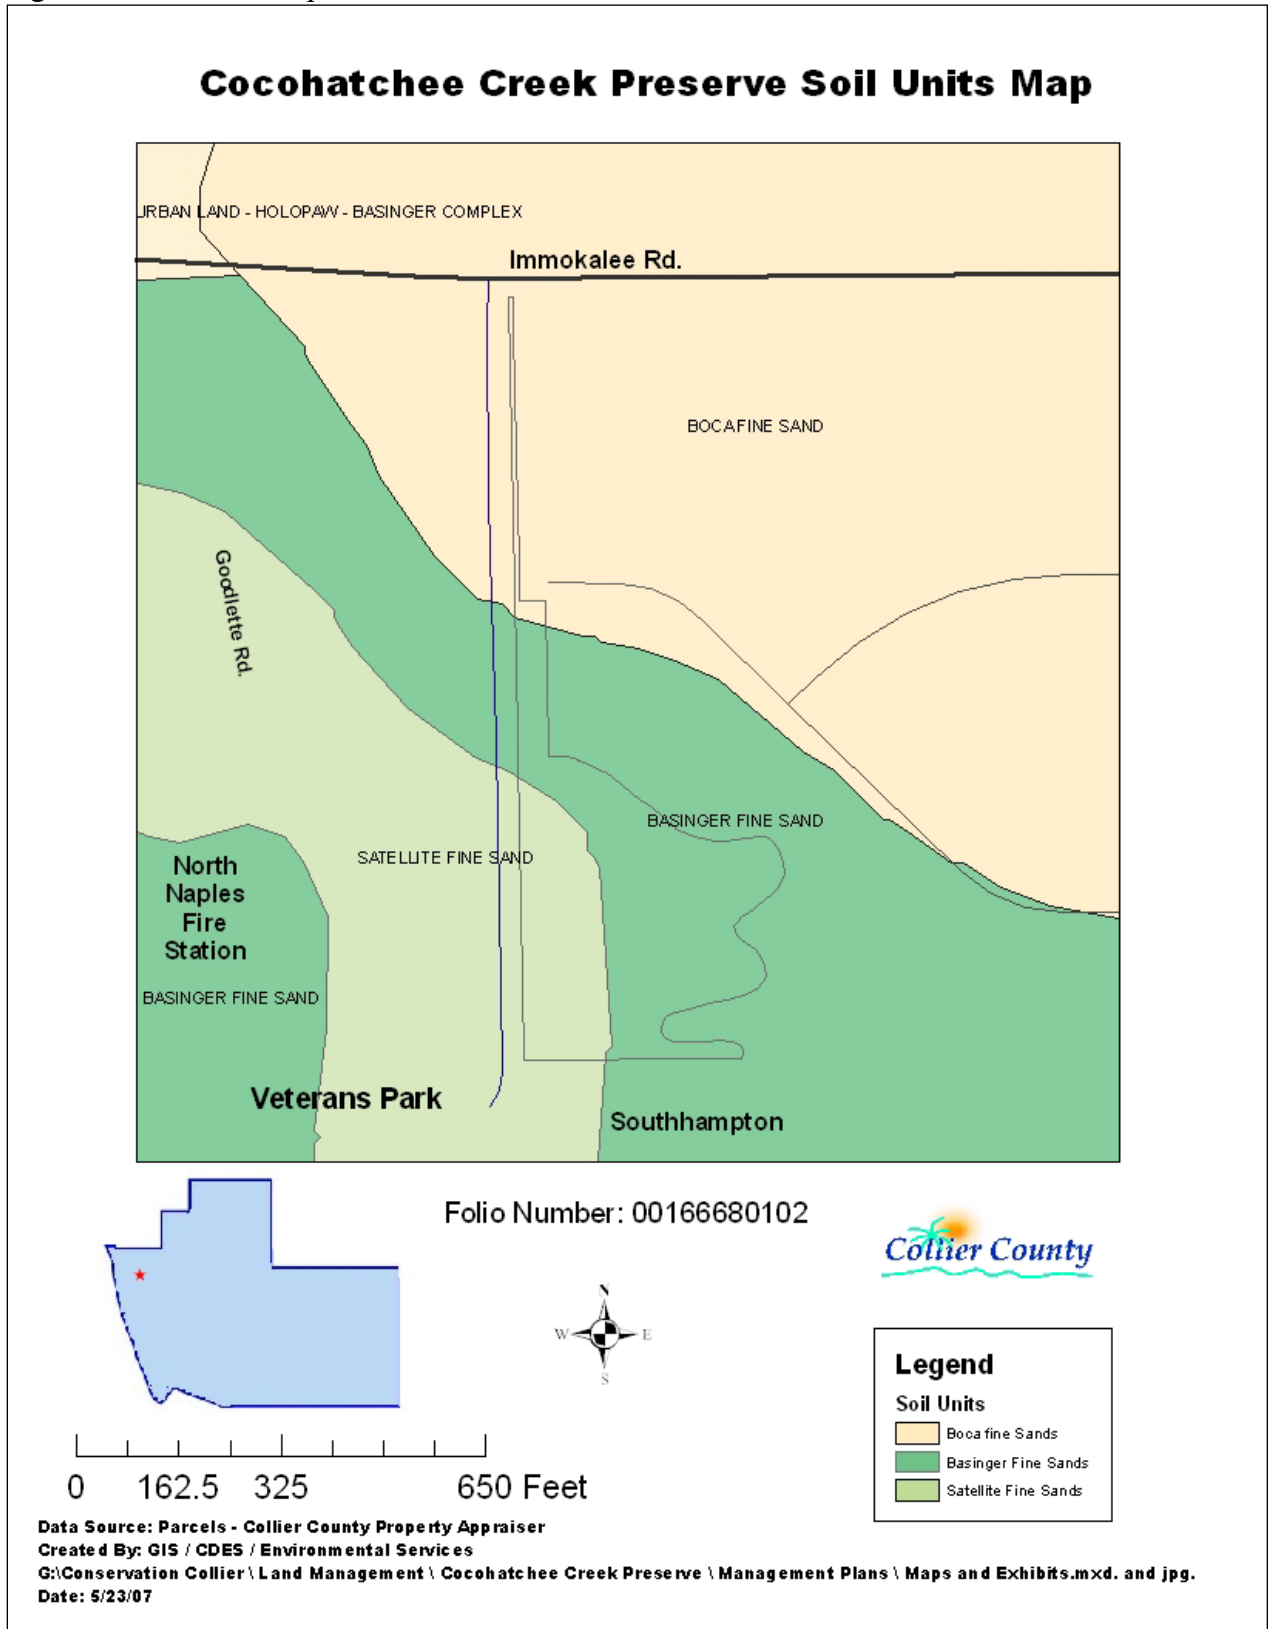 Cocohatchee Creek Preserve Soil Units Map
URBAN LAND - HOLOPAW - BASINGER COMPLEX
Immokalee Rd.
BOCAFINE SAND
Goodlette Rd.
BASINGER FINE SAND
SATELLITE FINE SAND
North
Naples
Fire
Station
BASINGER FINE SAND
Veterans Park
Southhampton
Folio Number: 00166680102
Collier County
N
W E
S
Legend
Soil Units
Boca fine Sands
Basinger Fine Sands
Satellite Fine Sands
0 162.5 325 650 Feet
Data Source: Parcels - Collier County Property Appraiser
Created By: GIS / CDES / Environmental Services
G:\Conservation Collier \ Land Management \ Cocohatchee Creek Preserve \ Management Plans \ Maps and Exhibits.mxd. and jpg.
Date: 5/23/07